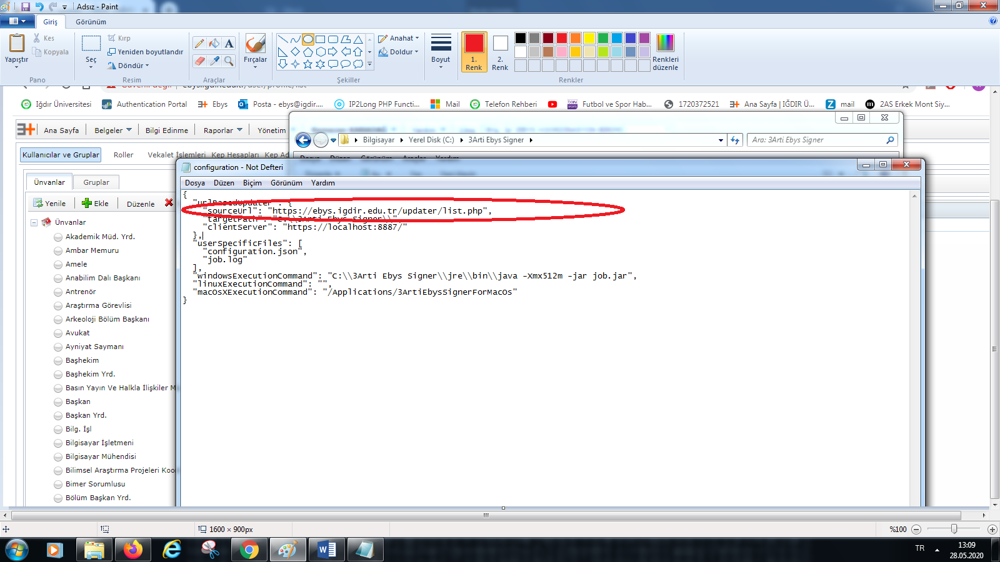 Adsız - Paint
Giriş
Görünüm
Yapıştır
Kes
Kopyala
Pano
Seç
Kırp
Yeniden boyutlandır
Döndür
Resim
Araçlar
Fırçalar
Şekiller
Anahat
Doldur
Boyut
1. Renk
2. Renk
Renkleri düzenle
Renkler
Iğdır Üniversitesi
Authentication Portal
Ebys
Posta - ebys@igdir....
IP2Long PHP Functi...
Mail
Telefon Rehberi
Futbol ve Spor Hab...
1720372521
Ana Sayfa | IĞDIR Ü...
mail
2AS Erkek Mont Siy...
Ana Sayfa
Belgeler
Bilgi Edinme
Raporlar
Yönetim
Bilgisayar
Yerel Disk (C:)
3Arti Ebys Signer
Ara: 3Arti Ebys Signer
Kullanıcılar ve Gruplar
Roller
Vekalet İşlemleri
Kep Hesapları
Kep Ad
Ünvanlar
Gruplar
Yenile
Ekle
Düzenle
Ünvanlar
Akademik Müd. Yrd.
Ambar Memuru
Amele
Anabilim Dalı Başkanı
Antrenör
Araştırma Görevlisi
Arkeoloji Bölüm Başkanı
Avukat
Ayniyat Saymanı
Başhekim
Başhekim Yrd.
Basın Yayın Ve Halkla İlişkiler M
Başkan
Başkan Yrd.
Bilg. İşl
Bilgisayar İşletmeni
Bilgisayar Mühendisi
Bilimsel Araştırma Projeleri Koo
Bimer Sorumlusu
Bölüm Başkan Yrd.
configuration - Not Defteri
Dosya Düzen Biçim Görünüm Yardım
{
"urlBasedUpdater": {
"sourceUrl": "https://ebys.igdir.edu.tr/updater/list.php",
"targetPath": "C:\\3Arti Ebys Signer\\",
"clientServer": "https://localhost:8887/"
},
"userSpecificFiles": [
"configuration.json",
"job.log"
],
"windowsExecutionCommand": "C:\\3Arti Ebys Signer\\jre\\bin\\java -Xmx512m -jar job.jar",
"linuxExecutionCommand": "",
"macOsXExecutionCommand": "/Applications/3ArtiEbysSignerForMacOs"
}
1600 × 900px
%100
TR
13:09
28.05.2020